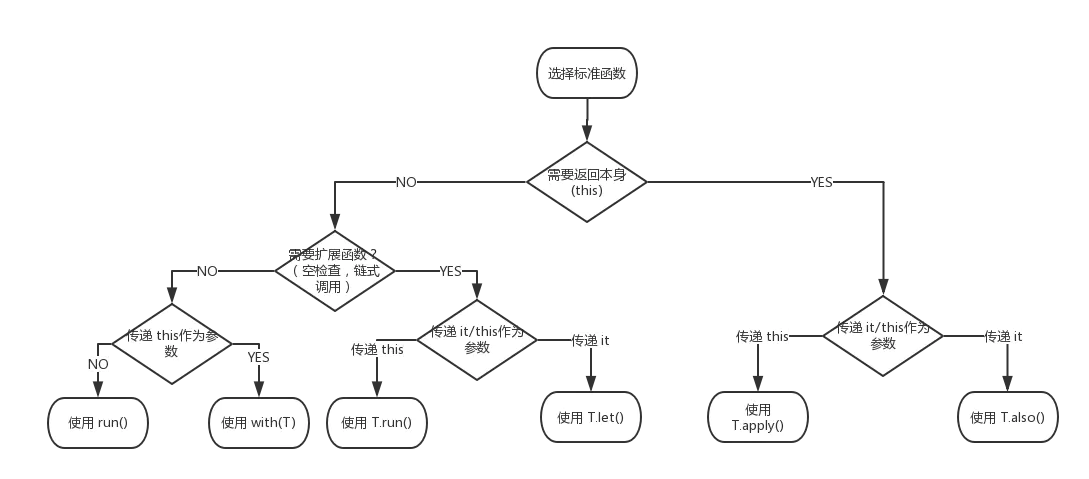 选择标准函数
需要返回本身
(this)
NO
YES
需要扩展函数？
（空检查，链式
调用）
NO
YES
传递 this作为参
数
NO
YES
传递 it/this作为
参数
传递 this
传递 it
传递 it/this作为
参数
传递 this
传递 it
使用 run()
使用 with(T)
使用 T.run()
使用 T.let()
使用
T.apply()
使用 T.also()